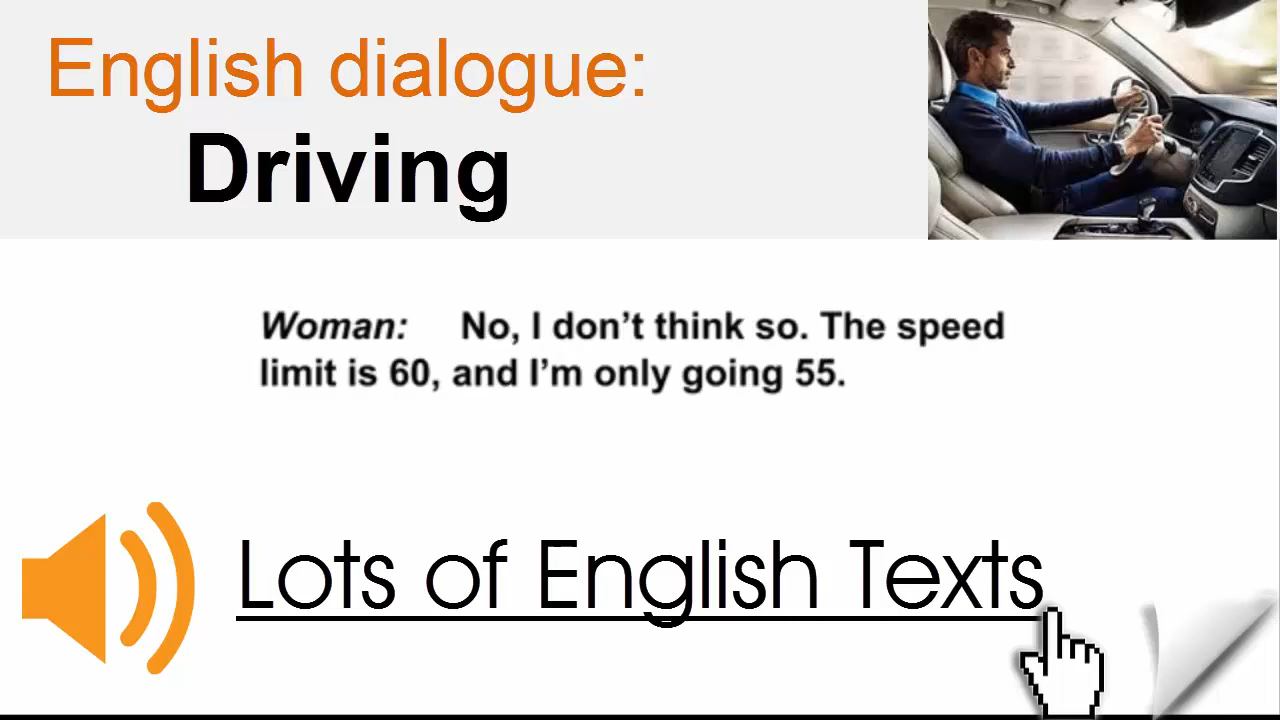 English dialogue:
Driving
Woman: No, I don’t think so. The speed
limit is 60, and I’m only going 55.
Lots of English Texts